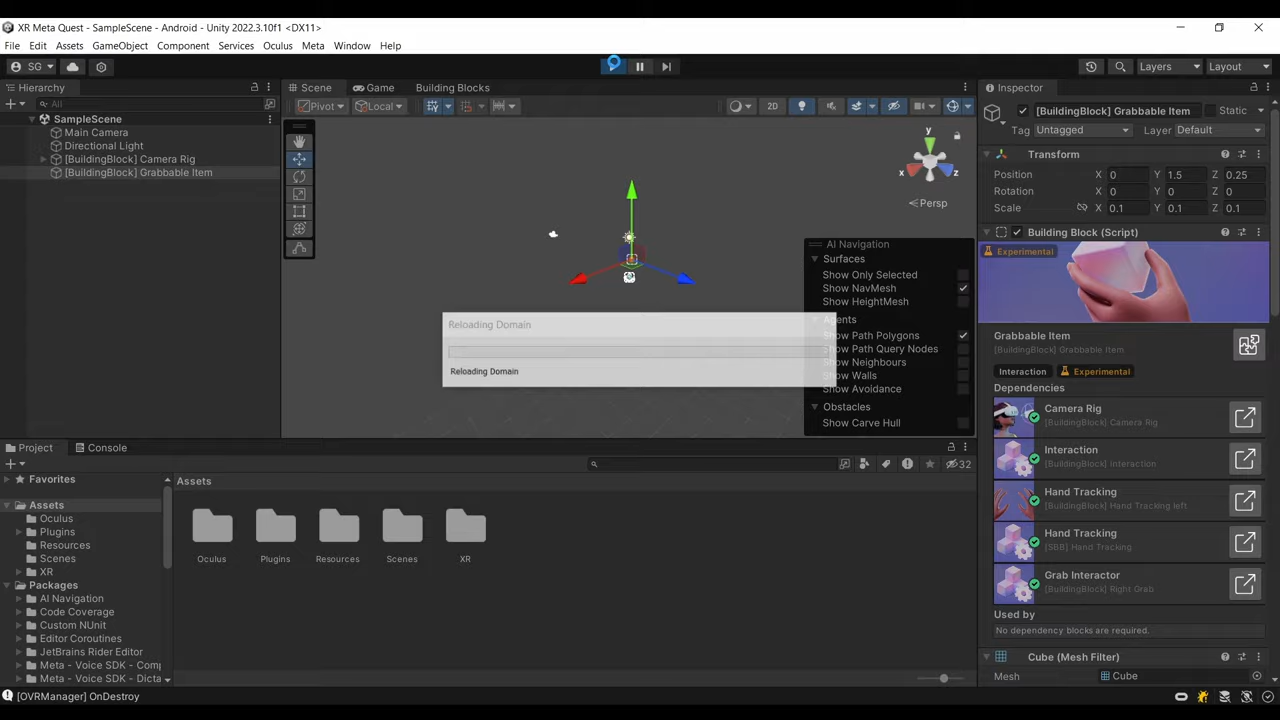 XR Meta Quest - SampleScene - Android - Unity 2022.3.10f1 <DX11>
File Edit Assets GameObject Component Services Oculus Meta Window Help
SG Layers Layout
Hierarchy
All
SampleScene
Main Camera
Directional Light
[BuildingBlock] Camera Rig
[BuildingBlock] Grabbable Item
Scene Game Building Blocks
Pivot Local 2D
y
x z
Persp
AI Navigation
Surfaces
Show Only Selected
Show NavMesh
Show HeightMesh
Agents
Show Path Polygons
Show Path Query Nodes
Show Neighbours
Show Walls
Show Avoidance
Obstacles
Show Carve Hull
Reloading Domain
Reloading Domain
Inspector
[BuildingBlock] Grabbable Item Static
Tag Untagged Layer Default
Transform
Position X 0 Y 1.5 Z 0.25
Rotation X 0 Y 0 Z 0
Scale X 0.1 Y 0.1 Z 0.1
Building Block (Script)
Experimental
Grabbable Item
[BuildingBlock] Grabbable Item
Interaction Experimental
Dependencies
Camera Rig
[BuildingBlock] Camera Rig
Interaction
[BuildingBlock] Interaction
Hand Tracking
[BuildingBlock] Hand Tracking left
Hand Tracking
[SBB] Hand Tracking
Grab Interactor
[BuildingBlock] Right Grab
Used by
No dependency blocks are required.
Cube (Mesh Filter)
Mesh Cube
Project Console
32
Favorites
Assets
Oculus
Plugins
Resources
Scenes
XR
Packages
AI Navigation
Code Coverage
Custom NUnit
Editor Coroutines
JetBrains Rider Editor
Meta - Voice SDK - Comp
Meta - Voice SDK - Dicta
Assets
Oculus Plugins Resources Scenes XR
[OVRManager] OnDestroy